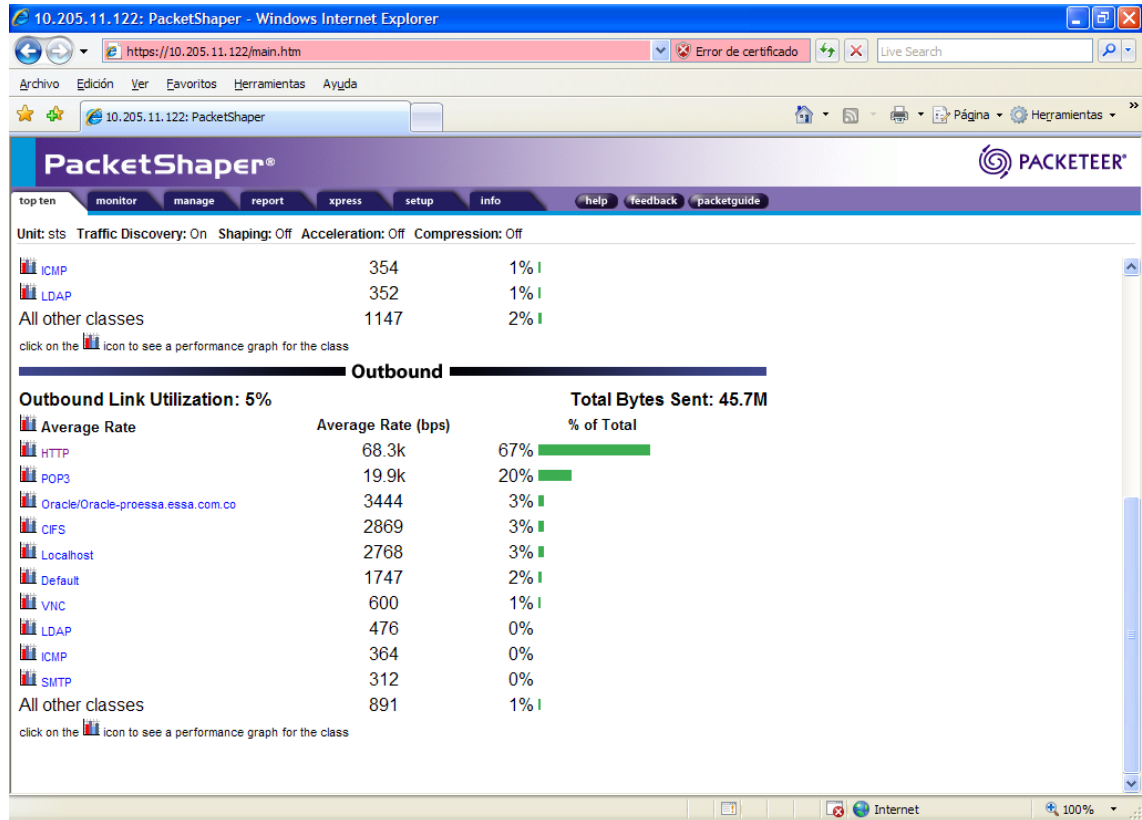 10.205.11.122: PacketShaper - Windows Internet Explorer
https://10.205.11.122/main.htm Error de certificado Live Search
Archivo Edición Ver Favoritos Herramientas Ayuda
10.205.11.122: PacketShaper Página Herramientas »
PacketShaper® PACKETEER®
top ten monitor manage report xpress setup info help feedback packetguide
Unit: sts Traffic Discovery: On Shaping: Off Acceleration: Off Compression: Off
ICMP 354 1%
LDAP 352 1%
All other classes 1147 2%
click on the icon to see a performance graph for the class
Outbound
Outbound Link Utilization: 5% Total Bytes Sent: 45.7M
Average Rate Average Rate (bps) % of Total
HTTP 68.3k 67%
POP3 19.9k 20%
Oracle/Oracle-proessa.essa.com.co 3444 3%
CIFS 2869 3%
Localhost 2768 3%
Default 1747 2%
VNC 600 1%
LDAP 476 0%
ICMP 364 0%
SMTP 312 0%
All other classes 891 1%
click on the icon to see a performance graph for the class
Internet 100%